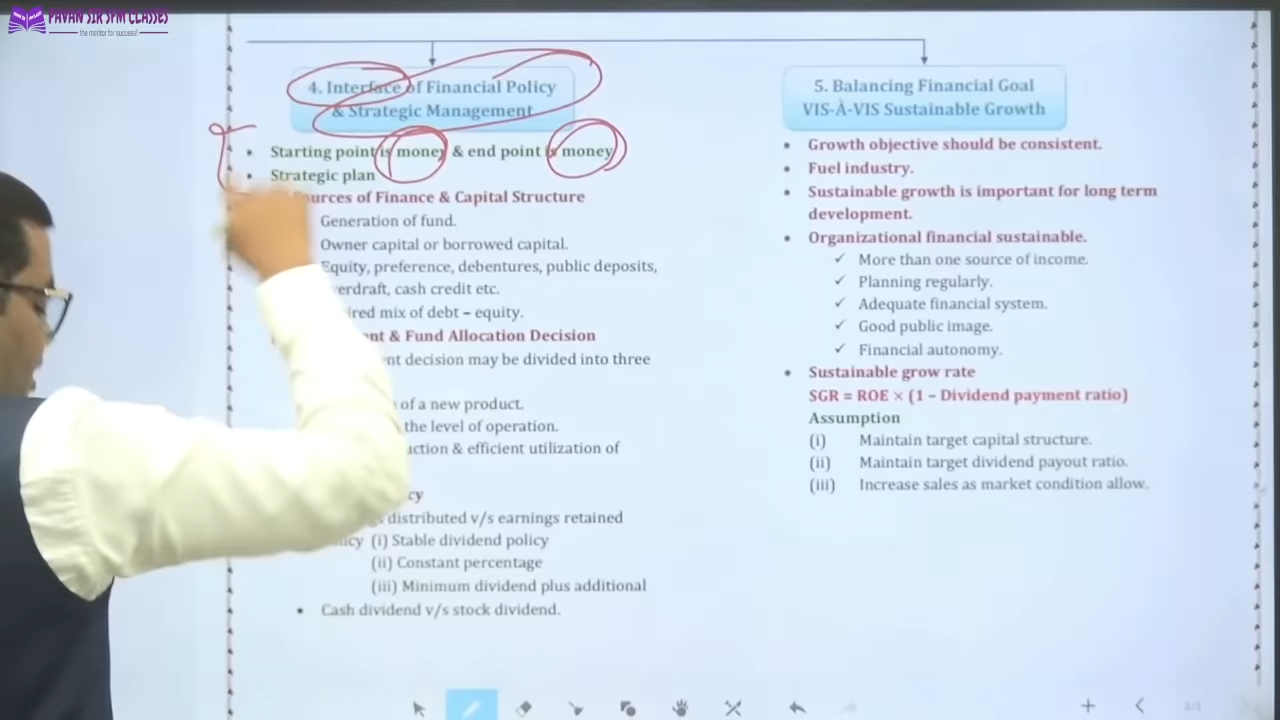 PAVAN SIR SPM CLASSES
the mentor for success!
4. Interface of Financial Policy
& Strategic Management
• Starting point is money & end point is money
• Strategic plan
Sources of Finance & Capital Structure
Generation of fund.
Owner capital or borrowed capital.
Equity, preference, debentures, public deposits,
overdraft, cash credit etc.
mix of debt – equity.
& Fund Allocation Decision
decision may be divided into three
of a new product.
the level of operation.
& efficient utilization of
distributed v/s earnings retained
(i) Stable dividend policy
(ii) Constant percentage
(iii) Minimum dividend plus additional
• Cash dividend v/s stock dividend.
5. Balancing Financial Goal
VIS-À-VIS Sustainable Growth
• Growth objective should be consistent.
• Fuel industry.
• Sustainable growth is important for long term
development.
• Organizational financial sustainable.
✓ More than one source of income.
✓ Planning regularly.
✓ Adequate financial system.
✓ Good public image.
✓ Financial autonomy.
• Sustainable grow rate
SGR = ROE × (1 – Dividend payment ratio)
Assumption
(i) Maintain target capital structure.
(ii) Maintain target dividend payout ratio.
(iii) Increase sales as market condition allow.
3/3